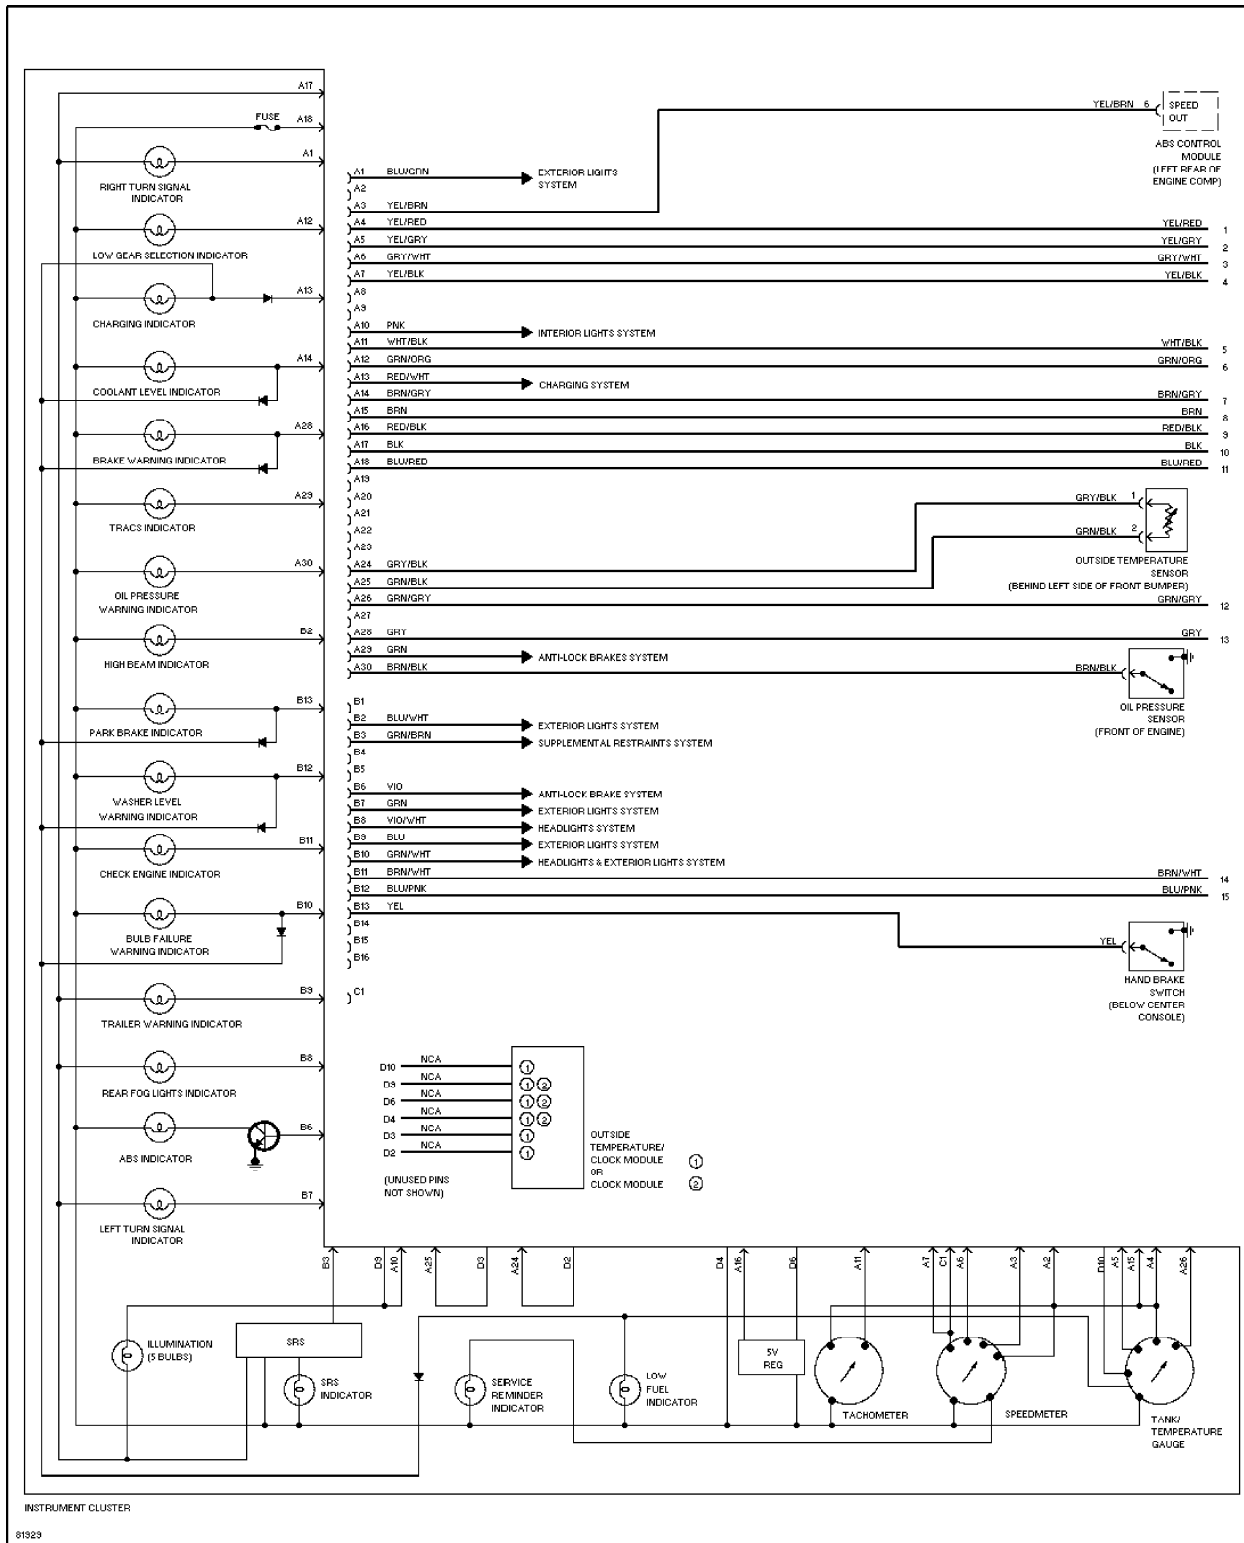 A17
FUSE A18
A1
RIGHT TURN SIGNAL
INDICATOR
A12
LOW GEAR SELECTION INDICATOR
A13
CHARGING INDICATOR
A14
COOLANT LEVEL INDICATOR
A28
BRAKE WARNING INDICATOR
A29
TRACS INDICATOR
A30
OIL PRESSURE
WARNING INDICATOR
B2
HIGH BEAM INDICATOR
B13
PARK BRAKE INDICATOR
B12
WASHER LEVEL
WARNING INDICATOR
B11
CHECK ENGINE INDICATOR
B10
BULB FAILURE
WARNING INDICATOR
B9
TRAILER WARNING INDICATOR
B8
REAR FOG LIGHTS INDICATOR
B6
ABS INDICATOR
B7
LEFT TURN SIGNAL
INDICATOR
A1 BLU/GRN EXTERIOR LIGHTS
SYSTEM
A2
A3 YEL/BRN
YEL/BRN 6 SPEED
OUT
ABS CONTROL
MODULE
(LEFT REAR OF
ENGINE COMP)
A4 YEL/RED YEL/RED 1
A5 YEL/GRY YEL/GRY 2
A6 GRY/WHT GRY/WHT 3
A7 YEL/BLK YEL/BLK 4
A8
A9
A10 PNK INTERIOR LIGHTS SYSTEM
A11 WHT/BLK WHT/BLK 5
A12 GRN/ORG GRN/ORG 6
A13 RED/WHT CHARGING SYSTEM
A14 BRN/GRY BRN/GRY 7
A15 BRN BRN 8
A16 RED/BLK RED/BLK 9
A17 BLK BLK 10
A18 BLU/RED BLU/RED 11
A19
A20
A21
A22
A23
A24 GRY/BLK
A25 GRN/BLK
GRY/BLK 1
GRN/BLK 2
OUTSIDE TEMPERATURE
SENSOR
(BEHIND LEFT SIDE OF FRONT BUMPER)
A26 GRN/GRY GRN/GRY 12
A27
A28 GRY GRY 13
A29 GRN ANTI-LOCK BRAKES SYSTEM
A30 BRN/BLK BRN/BLK
OIL PRESSURE
SENSOR
(FRONT OF ENGINE)
B1
B2 BLU/WHT EXTERIOR LIGHTS SYSTEM
B3 GRN/BRN SUPPLEMENTAL RESTRAINTS SYSTEM
B4
B5
B6 VIO ANTI-LOCK BRAKE SYSTEM
B7 GRN EXTERIOR LIGHTS SYSTEM
B8 VIO/WHT HEADLIGHTS SYSTEM
B9 BLU EXTERIOR LIGHTS SYSTEM
B10 GRN/WHT HEADLIGHTS & EXTERIOR LIGHTS SYSTEM
B11 BRN/WHT BRN/WHT 14
B12 BLU/PNK BLU/PNK 15
B13 YEL
B14
B15
B16
YEL
HAND BRAKE
SWITCH
(BELOW CENTER
CONSOLE)
C1
D10 NCA 1
D9 NCA 1 2
D6 NCA 1 2
D4 NCA 1 2
D3 NCA 1
D2 NCA 1
(UNUSED PINS
NOT SHOWN)
OUTSIDE
TEMPERATURE/
CLOCK MODULE 1
OR
CLOCK MODULE 2
B3 D9 A10 A25 D3 A24 D2 D4 A16 D6 A11 A7 C1 A6 A3 A2 D10 A5 A15 A4 A26
ILLUMINATION
(5 BULBS)
SRS
SRS
INDICATOR
SERVICE
REMINDER
INDICATOR
LOW
FUEL
INDICATOR
5V
REG
TACHOMETER
SPEEDMETER
TANK/
TEMPERATURE
GAUGE
INSTRUMENT CLUSTER
81929